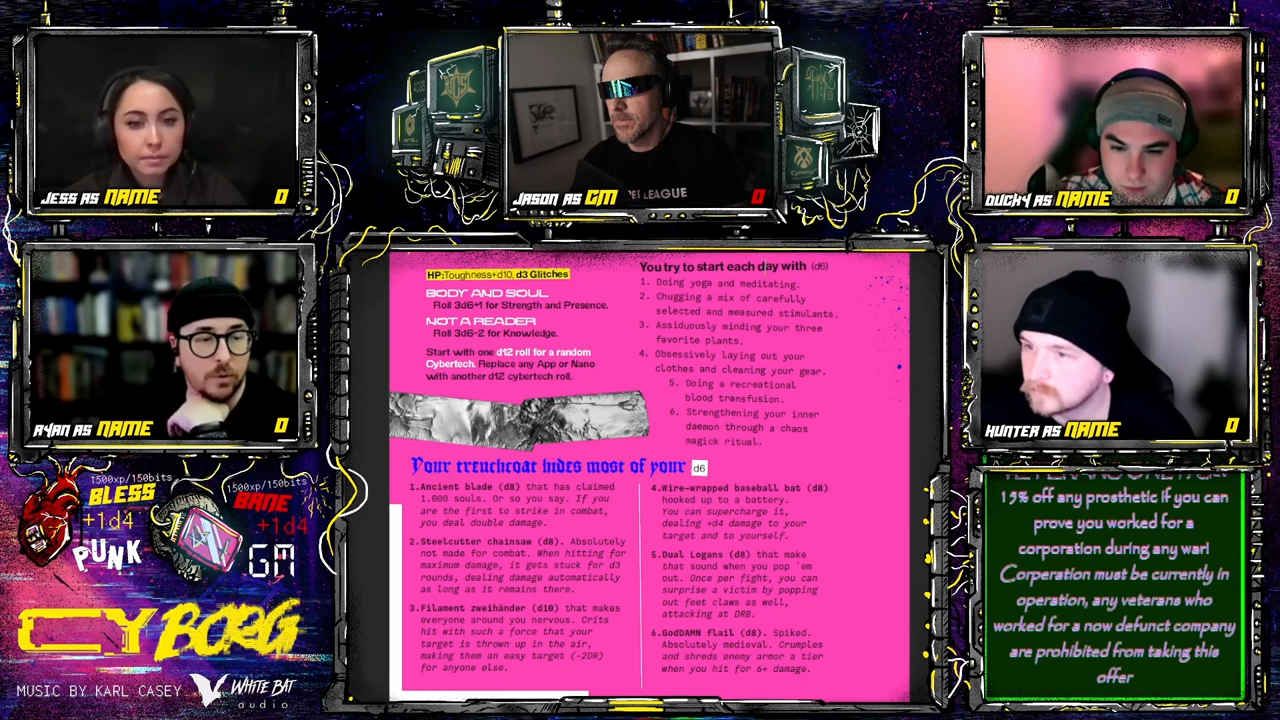 JESS AS NAME
0
JASON AS GM
0
DUCKY AS NAME
0
RYAN AS NAME
0
HUNTER AS NAME
0
HP:Toughness+d10, d3 Glitches
BODY AND SOUL
Roll 3d6+1 for Strength and Presence.
NOT A READER
Roll 3d6-2 for Knowledge.
Start with one d12 roll for a random
Cybertech. Replace any App or Nano
with another d12 cybertech roll.
You try to start each day with (d6)
1. Doing yoga and meditating.
2. Chugging a mix of carefully
selected and measured stimulants.
3. Assiduously minding your three
favorite plants.
4. Obsessively laying out your
clothes and cleaning your gear.
5. Doing a recreational
blood transfusion.
6. Strengthening your inner
daemon through a chaos
magick ritual.
Your trenchcoat hides most of your d6
1.Ancient blade (d8) that has claimed
1.000 souls. Or so you say. If you
are the first to strike in combat,
you deal double damage.
2.Steelcutter chainsaw (d8). Absolutely
not made for combat. When hitting for
maximum damage, it gets stuck for d3
rounds, dealing damage automatically
as long as it remains there.
3.Filament zweihänder (d10) that makes
everyone around you nervous. Crits
hit with such a force that your
target is thrown up in the air,
making them an easy target (-2DR)
for anyone else.
4.Wire-wrapped baseball bat (d8)
hooked up to a battery.
You can supercharge it,
dealing +d4 damage to your
target and to yourself.
5.Dual Logans (d8) that make
that sound when you pop 'em
out. Once per fight, you can
surprise a victim by popping
out feet claws as well,
attacking at DR8.
6.GodDAMN flail (d8). Spiked.
Absolutely medieval. Crumples
and shreds enemy armor a tier
when you hit for 6+ damage.
1500xp/150bits
BLESS
+1d4
PUNK
1500xp/150bits
BANE
+1d4
GM
CY BORG
MUSIC BY KARL CASEY
WHITE BAT
audio
15% off any prosthetic if you can
prove you worked for a
corporation during any war!
Corperation must be currently in
operation, any veterans who
worked for a now defunct company
are prohibited from taking this
offer